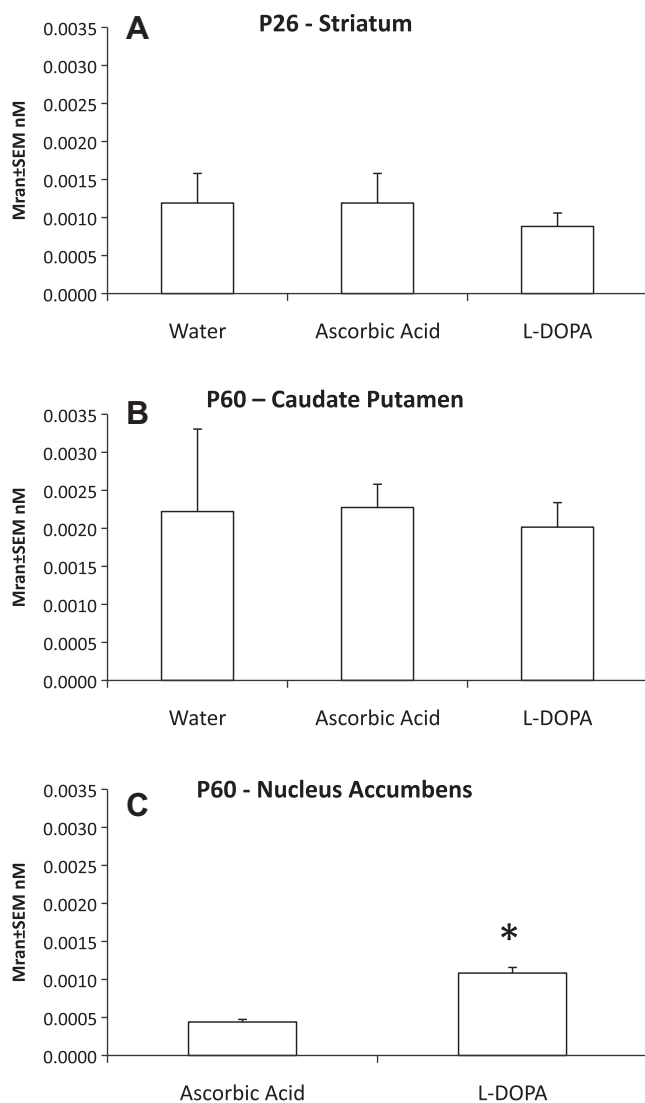 A
P26 - Striatum
Mran±SEM nM
0.0035
0.0030
0.0025
0.0020
0.0015
0.0010
0.0005
0.0000
Water Ascorbic Acid L-DOPA
B
P60 – Caudate Putamen
Mran±SEM nM
0.0035
0.0030
0.0025
0.0020
0.0015
0.0010
0.0005
0.0000
Water Ascorbic Acid L-DOPA
C
P60 - Nucleus Accumbens
Mran±SEM nM
0.0035
0.0030
0.0025
0.0020
0.0015
0.0010
0.0005
0.0000
*
Ascorbic Acid L-DOPA